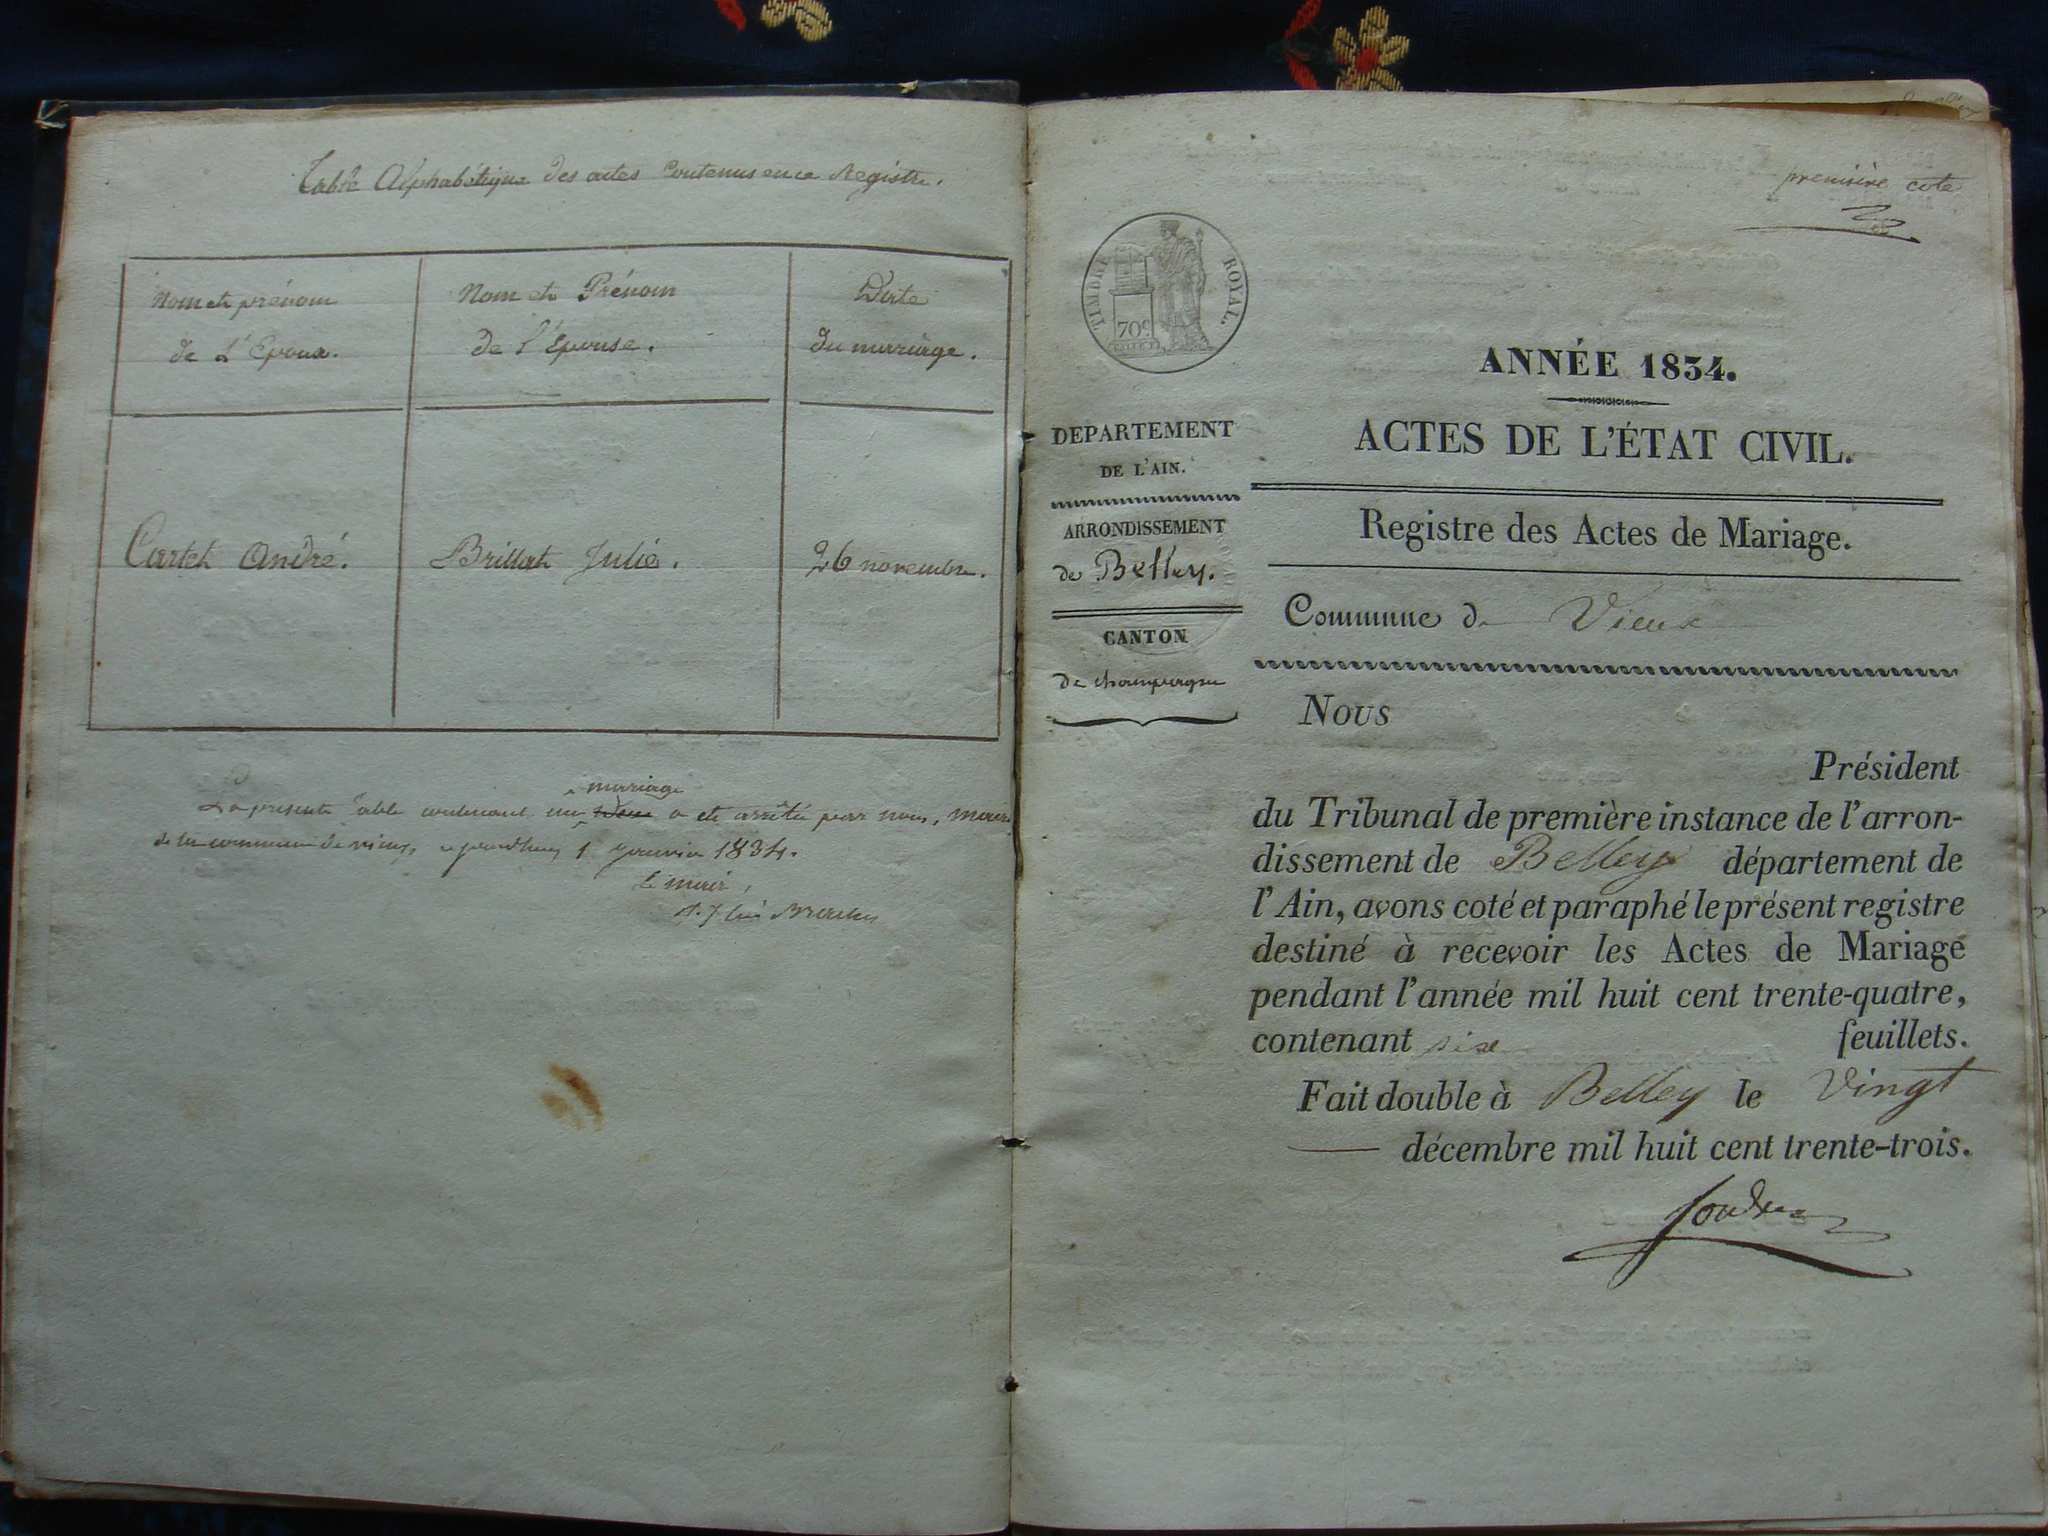 Table Alphabétique des actes Contenus en ce Registre.
Nom et prénom
de L'Epoux.
Nom et Prénom
de l'Epouse.
Date
du mariage.
Cartet André.
Brillat Julie.
26 novembre.
mariage
La presente table contenant un a ete arrêtée par nous, maire
de la commune de vieux, aujourdhuy 1 janvier 1834.
Le maire,
première cote
TIMBRE ROYAL.
70c
ANNÉE 1834.
ACTES DE L'ÉTAT CIVIL.
Registre des Actes de Mariage.
DEPARTEMENT
DE L'AIN.
ARRONDISSEMENT
de Belley.
CANTON
de champagne
Commune de Vieux
NOUS
Président
du Tribunal de première instance de l'arron-
dissement de Belley département de
l'Ain, avons coté et paraphé le présent registre
destiné à recevoir les Actes de Mariage
pendant l'année mil huit cent trente-quatre,
contenant six feuillets.
Fait double à Belley le Vingt
décembre mil huit cent trente-trois.